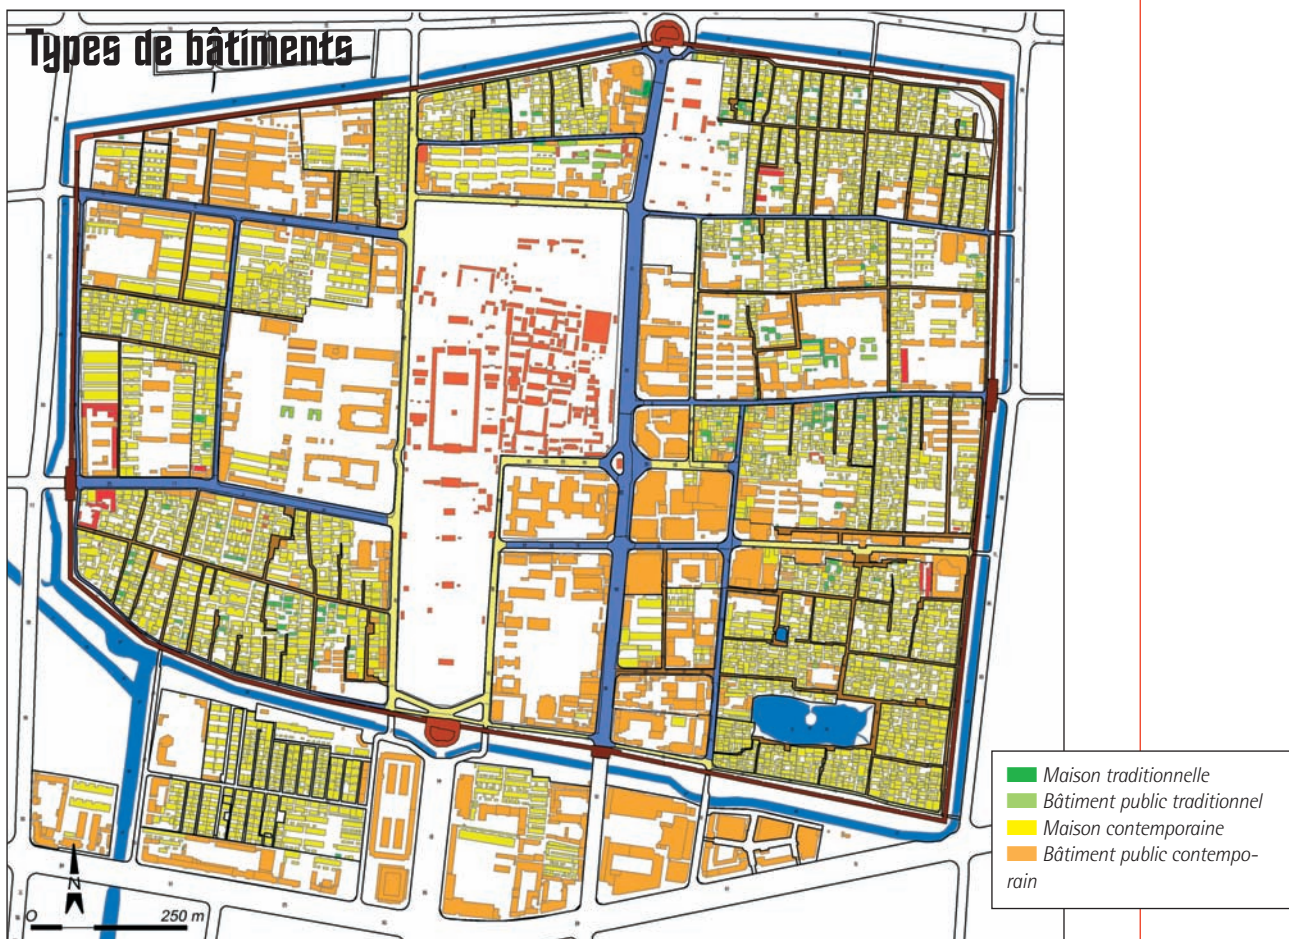 Types de bâtiments
Maison traditionnelle
Bâtiment public traditionnel
Maison contemporaine
Bâtiment public contempo-
rain
N
0 250 m